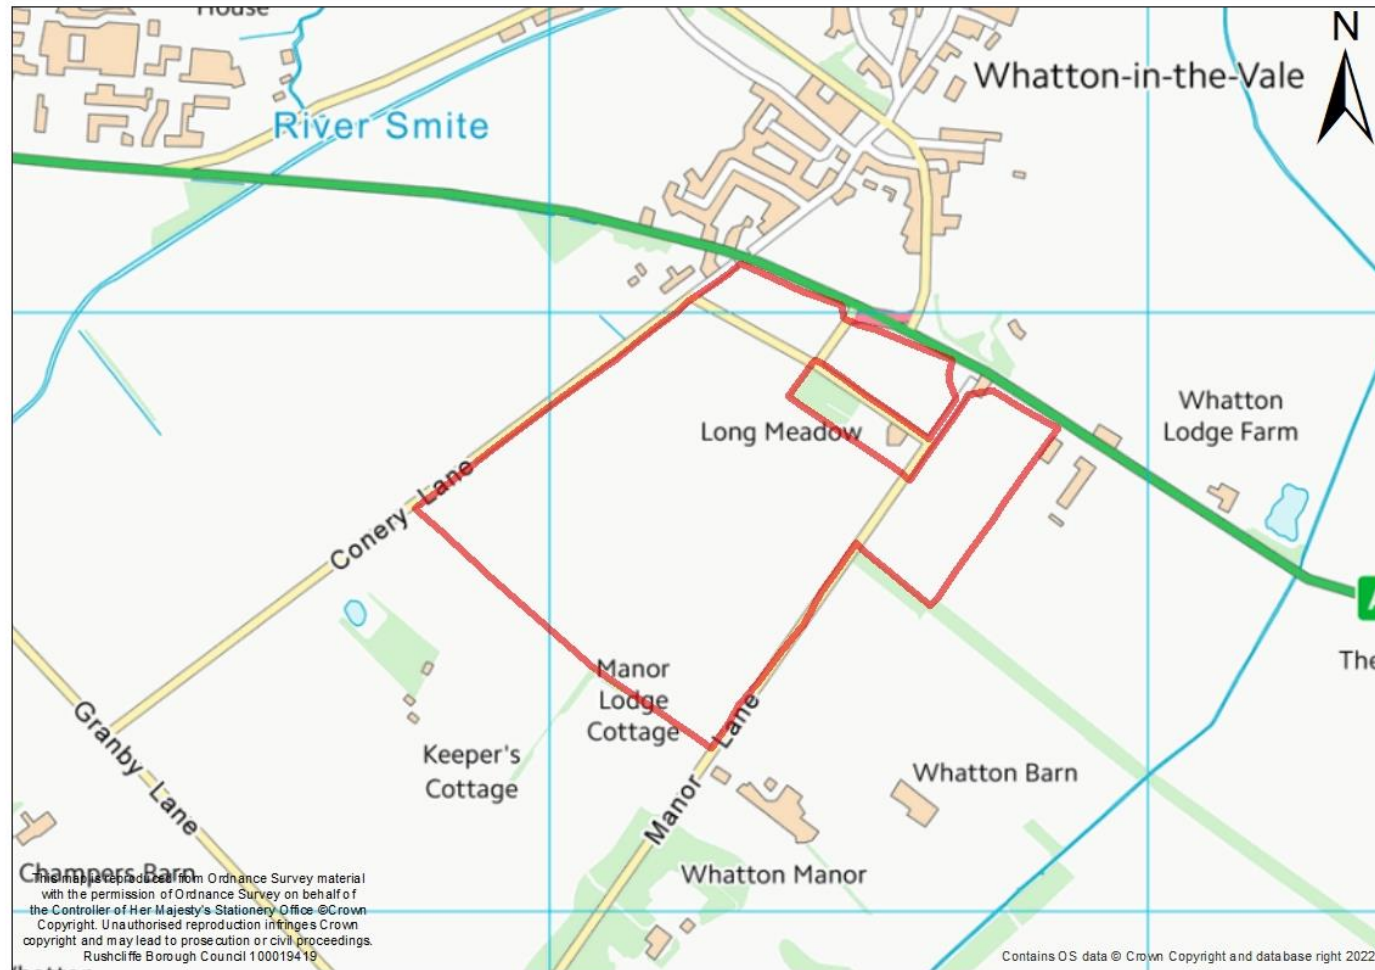 House
N
Whatton-in-the-Vale
River Smite
Whatton
Lodge Farm
Long Meadow
Conery Lane
The
Manor
Lodge
Cottage
Manor Lane
Granby Lane
Keeper's
Cottage
Whatton Barn
Whatton Manor
Champers Barn
This map is reproduced from Ordnance Survey material
with the permission of Ordnance Survey on behalf of
the Controller of Her Majesty's Stationery Office ©Crown
Copyright. Unauthorised reproduction infringes Crown
copyright and may lead to prosecution or civil proceedings.
Rushcliffe Borough Council 100019419
Contains OS data © Crown Copyright and database right 2022